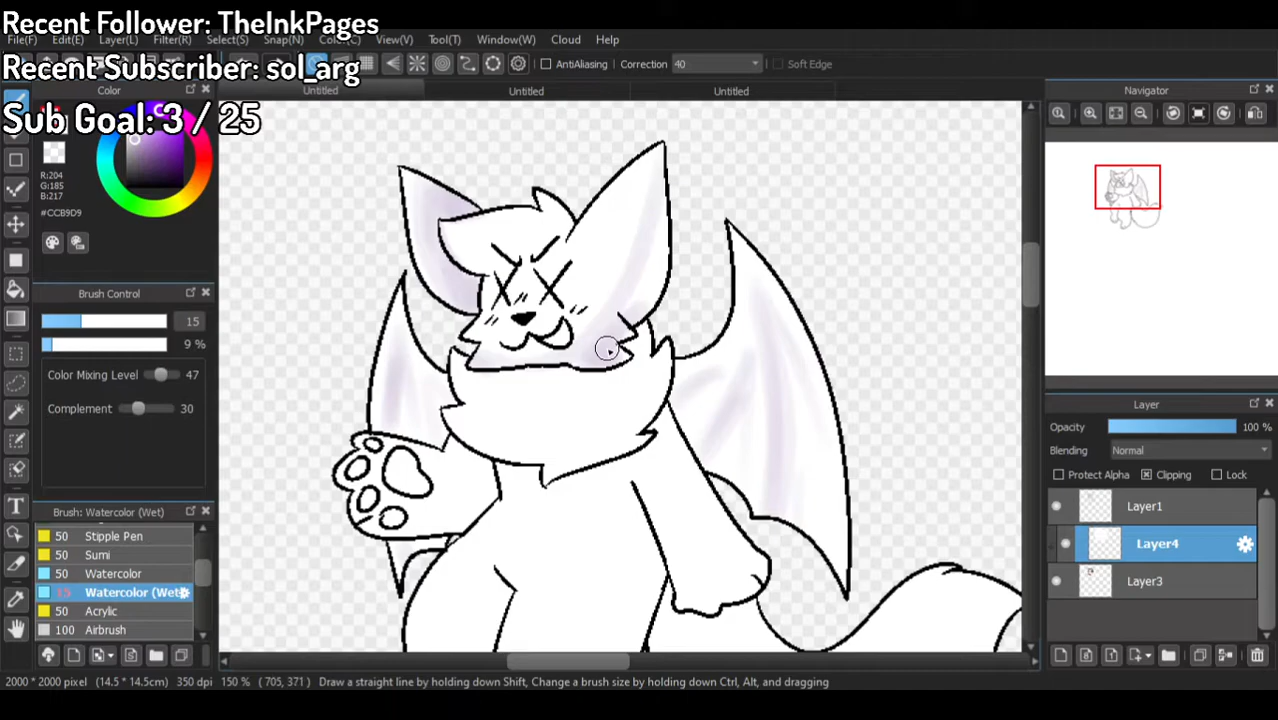 Recent Follower: TheInkPages
File(F) Edit(E) Layer(L) Filter(R) Select(S) Snap(N) Color(C) View(V) Tool(T) Window(W) Cloud Help
Recent Subscriber: sol_arg
AntiAliasing Correction 40 Soft Edge
Sub Goal: 3 / 25
Color
Untitled Untitled Untitled
Navigator
R:204
G:185
B:217
#CCB9D9
Brush Control
15
9 %
Color Mixing Level 47
Complement 30
Layer
Opacity 100 %
Blending Normal
Protect Alpha Clipping Lock
Layer1
Layer4
Layer3
Brush: Watercolor (Wet)
50 Stipple Pen
50 Sumi
50 Watercolor
15 Watercolor (Wet
50 Acrylic
100 Airbrush
2000 * 2000 pixel (14.5 * 14.5cm) 350 dpi 150 % ( 705, 371 ) Draw a straight line by holding down Shift, Change a brush size by holding down Ctrl, Alt, and dragging